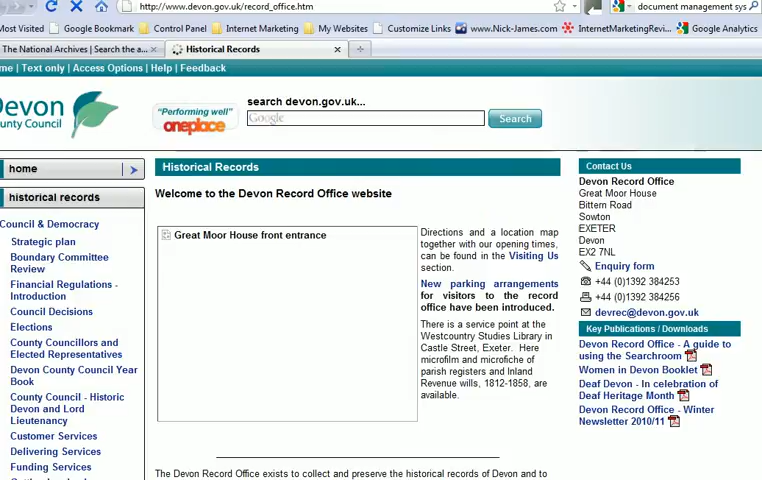 http://www.devon.gov.uk/record_office.htm
document management sys
Most Visited
Google Bookmark
Control Panel
Internet Marketing
My Websites
Customize Links
www.Nick-James.com
InternetMarketingRevi...
Google Analytics
The National Archives | Search the a...
Historical Records
me | Text only | Access Options | Help | Feedback
Devon
County Council
"Performing well"
oneplace
search devon.gov.uk...
Google
Search
home
historical records
Council & Democracy
Strategic plan
Boundary Committee
Review
Financial Regulations -
Introduction
Council Decisions
Elections
County Councillors and
Elected Representatives
Devon County Council Year
Book
County Council - Historic
Devon and Lord
Lieutenancy
Customer Services
Delivering Services
Funding Services
Historical Records
Welcome to the Devon Record Office website
Great Moor House front entrance
Directions and a location map
together with our opening times,
can be found in the Visiting Us
section.
New parking arrangements
for visitors to the record
office have been introduced.
There is a service point at the
Westcountry Studies Library in
Castle Street, Exeter. Here
microfilm and microfiche of
parish registers and Inland
Revenue wills, 1812-1858, are
available.
The Devon Record Office exists to collect and preserve the historical records of Devon and to
Contact Us
Devon Record Office
Great Moor House
Bittern Road
Sowton
EXETER
Devon
EX2 7NL
Enquiry form
+44 (0)1392 384253
+44 (0)1392 384256
devrec@devon.gov.uk
Key Publications / Downloads
Devon Record Office - A guide to
using the Searchroom
Women in Devon Booklet
Deaf Devon - In celebration of
Deaf Heritage Month
Devon Record Office - Winter
Newsletter 2010/11